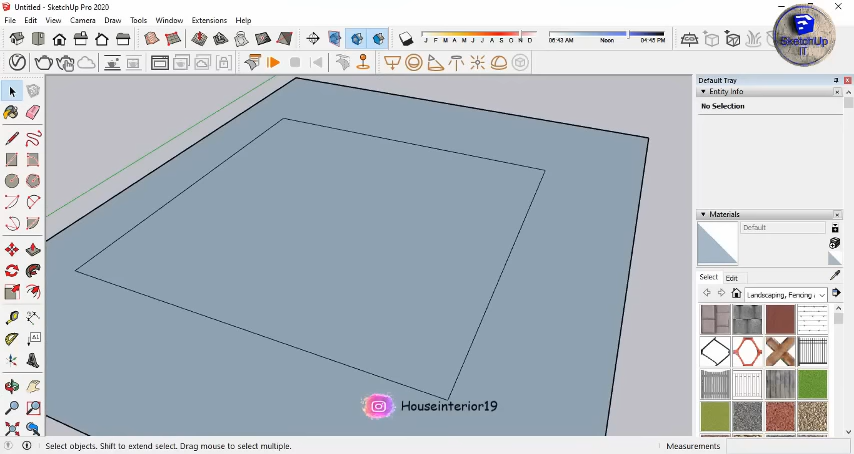 Untitled - SketchUp Pro 2020
File Edit View Camera Draw Tools Window Extensions Help
J F M A M J J A S O N D
06:43 AM Noon 04:45 PM
SketchUp
IT
Default Tray
Entity Info
No Selection
Materials
Default
Select Edit
Landscaping, Fencing
A1
Houseinterior19
Select objects. Shift to extend select. Drag mouse to select multiple.
Measurements